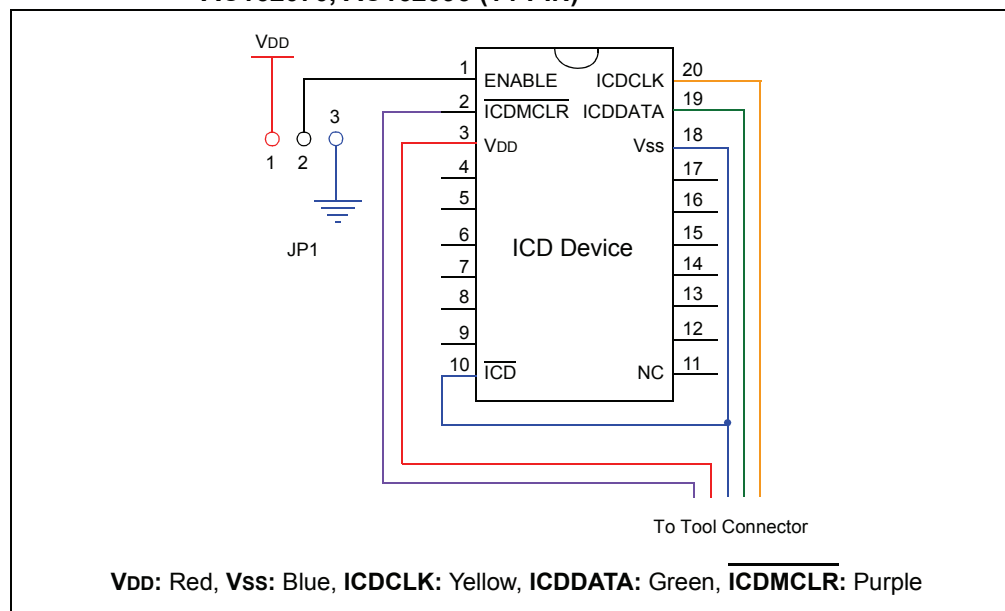 VDD
1 ENABLE ICDCLK 20
2 ICDMCLR ICDDATA 19
3 VDD Vss 18
3
1 2
4 17
5 16
6 15
JP1
ICD Device
7 14
8 13
9 12
10 ICD NC 11
To Tool Connector
VDD: Red, VSS: Blue, ICDCLK: Yellow, ICDDATA: Green, ICDMCLR: Purple